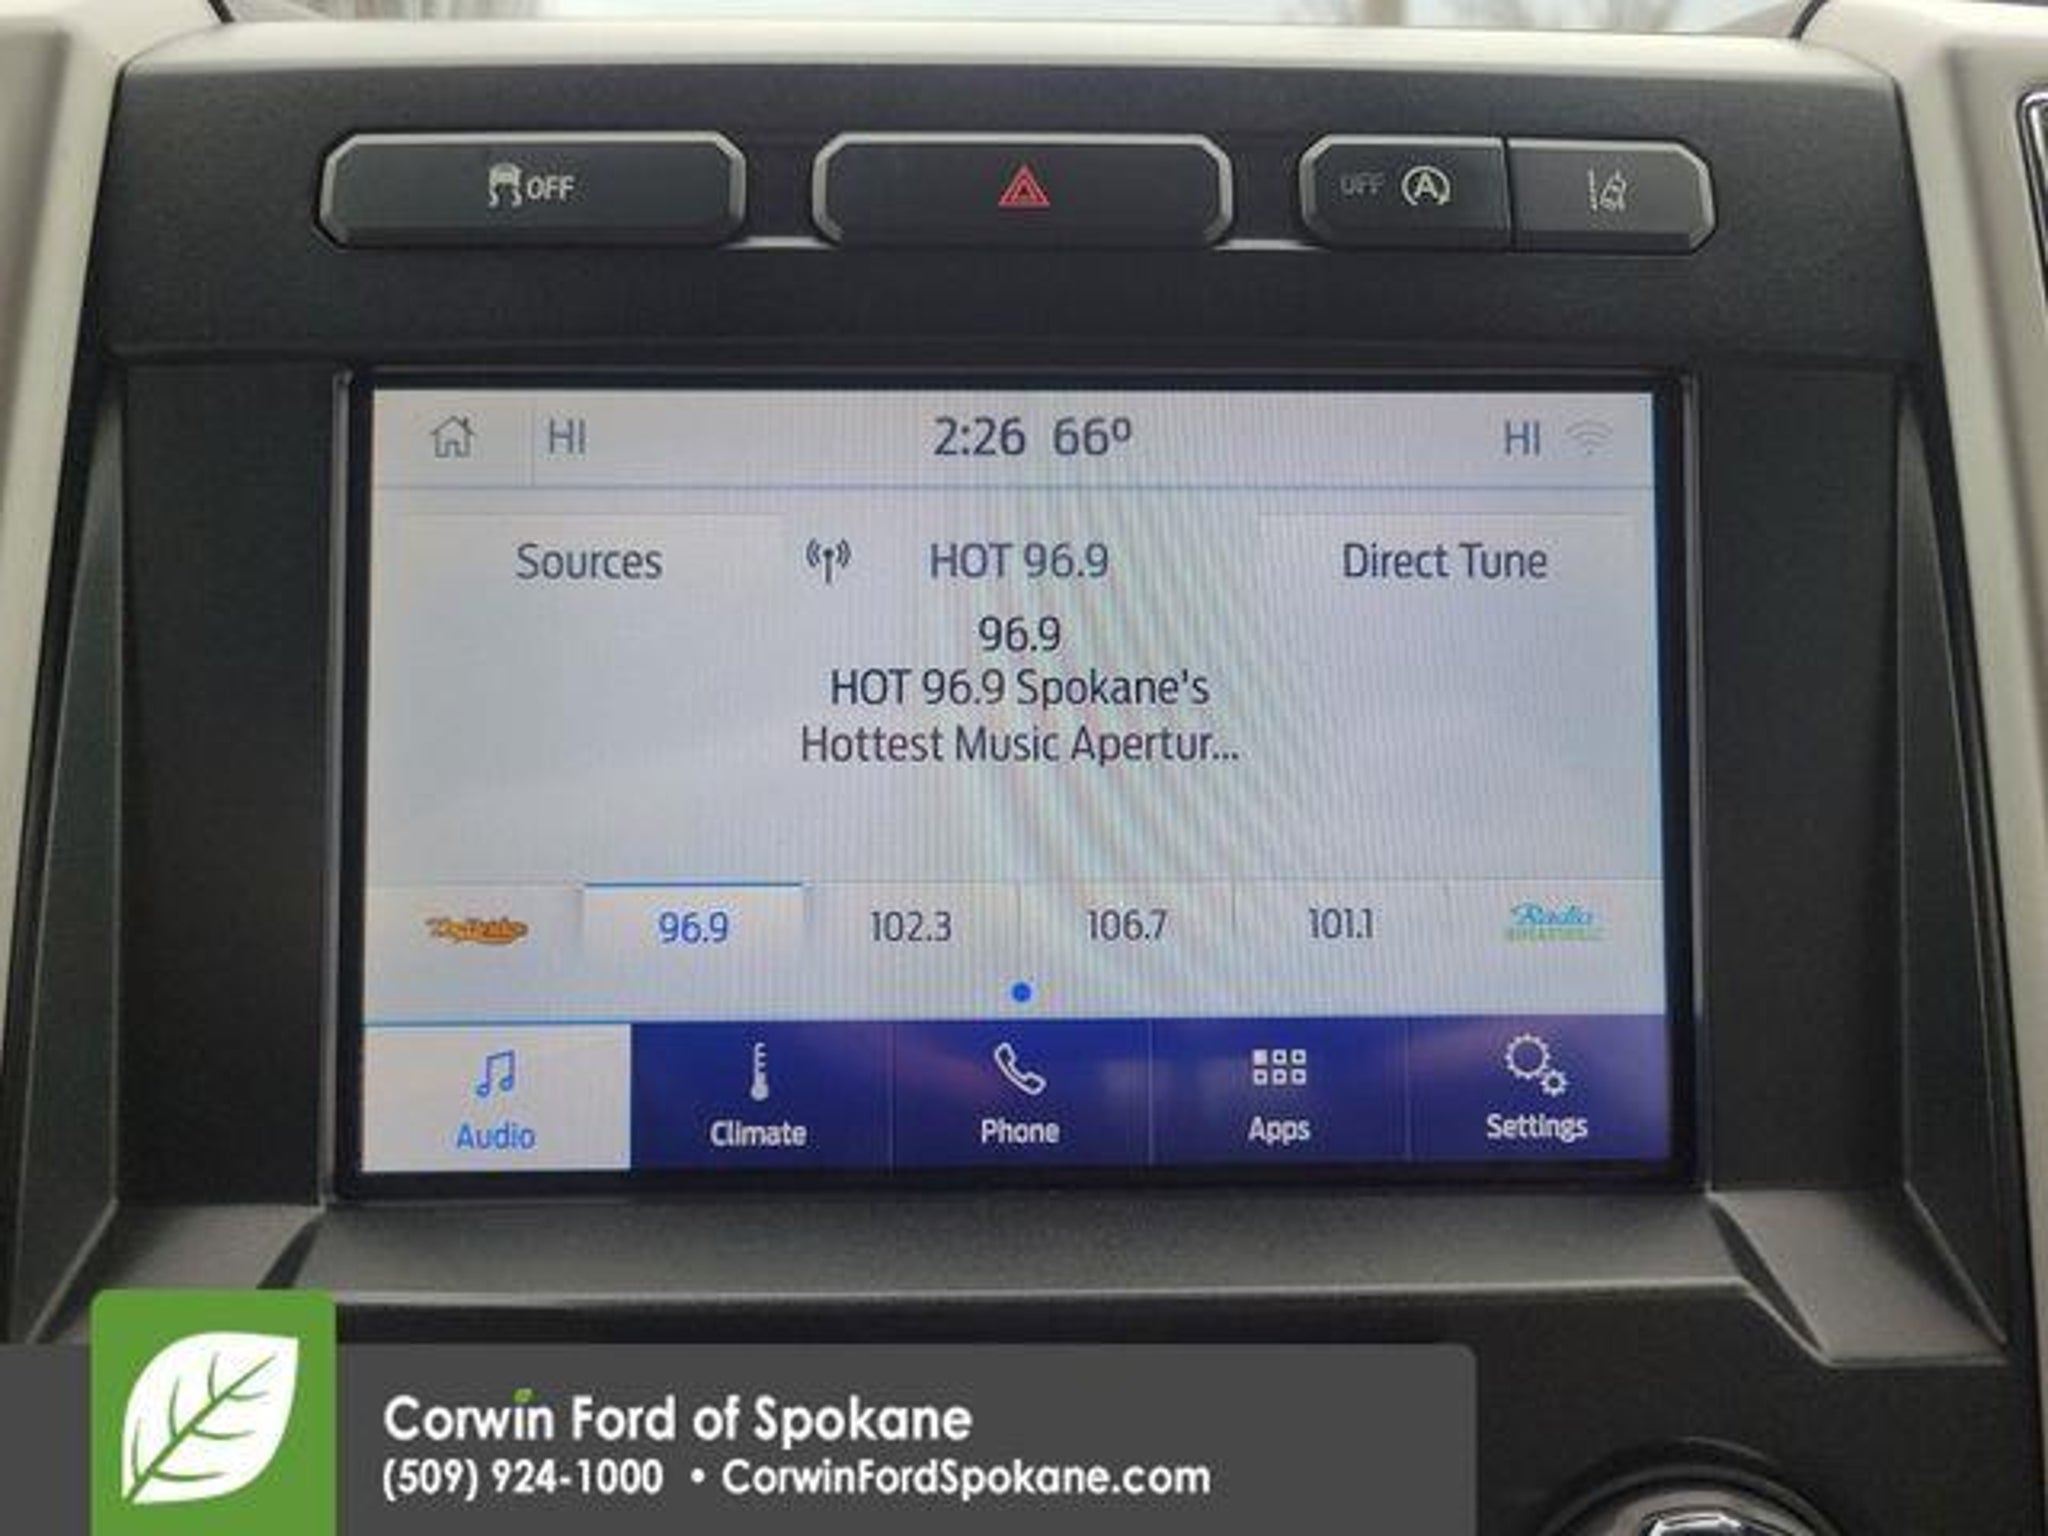 OFF
OFF A
HI 2:26 66º HI
Sources HOT 96.9 Direct Tune
96.9
HOT 96.9 Spokane's
Hottest Music Apertur...
96.9 102.3 106.7 101.1 Radio
Audio Climate Phone Apps Settings
Corwin Ford of Spokane
(509) 924-1000 • CorwinFordSpokane.com